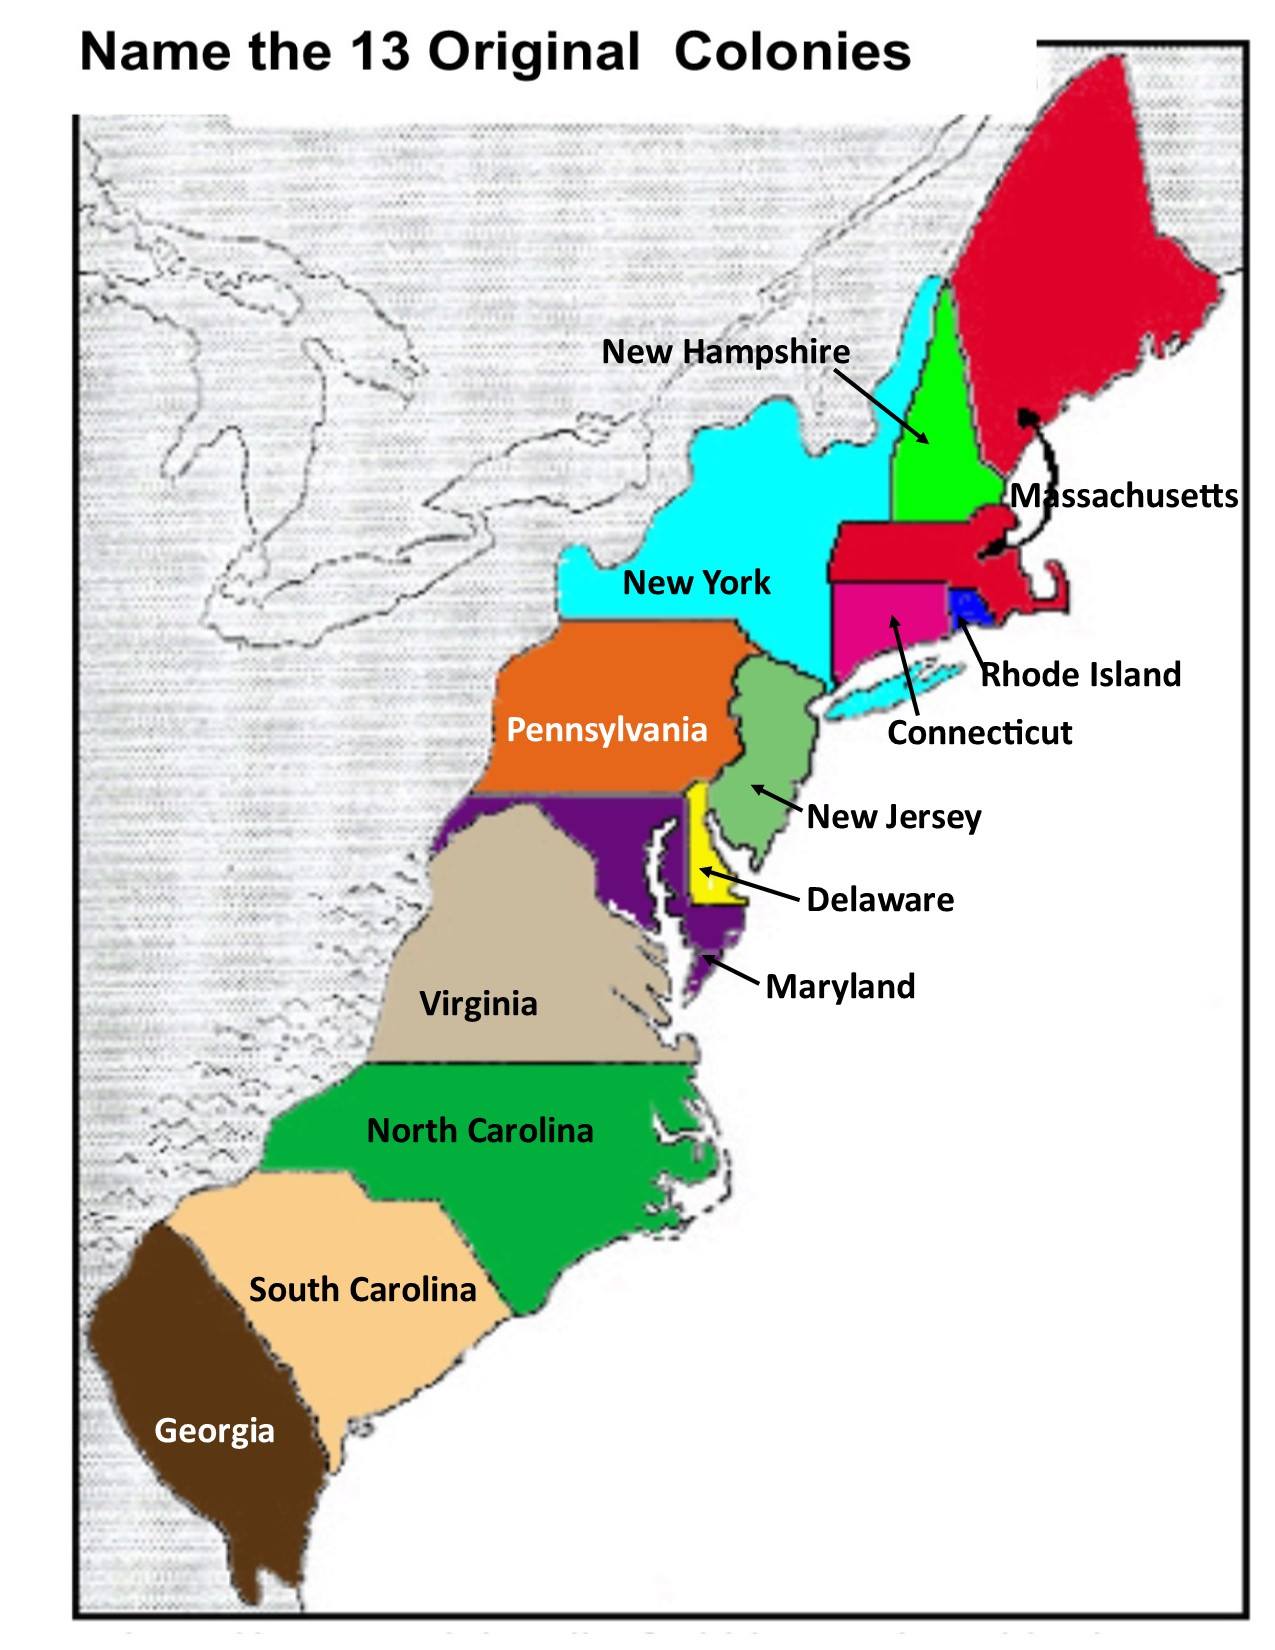 Name the 13 Original Colonies
New Hampshire
Massachusetts
New York
Rhode Island
Pennsylvania
Connecticut
New Jersey
Delaware
Maryland
Virginia
North Carolina
South Carolina
Georgia